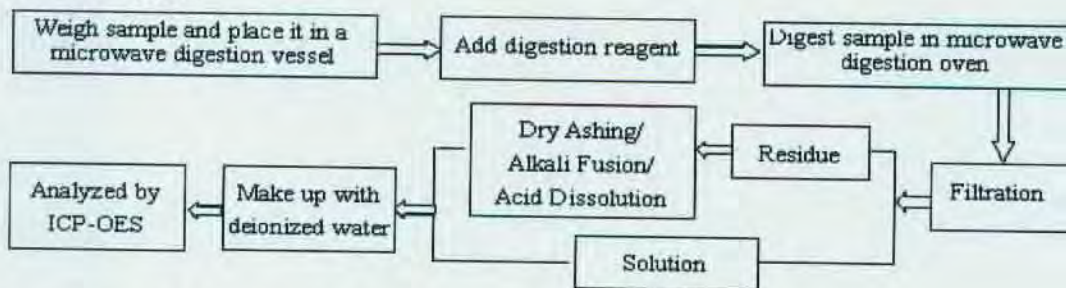 Weigh sample and place it in a
microwave digestion vessel
Add digestion reagent
Digest sample in microwave
digestion oven
Filtration
Residue
Dry Ashing/
Alkali Fusion/
Acid Dissolution
Solution
Make up with
deionized water
Analyzed by
ICP-OES